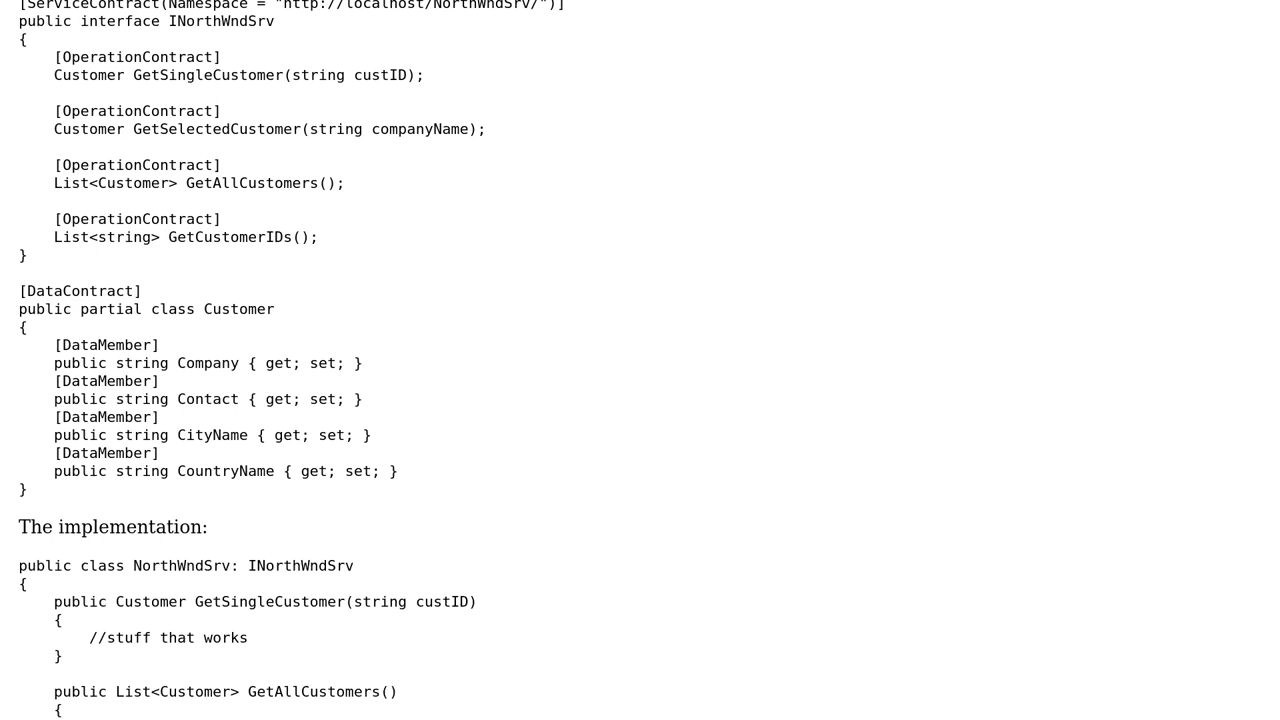 [ServiceContract(Namespace = "http://localhost/NorthWndSrv/")]
public interface INorthWndSrv
{
    [OperationContract]
    Customer GetSingleCustomer(string custID);

    [OperationContract]
    Customer GetSelectedCustomer(string companyName);

    [OperationContract]
    List<Customer> GetAllCustomers();

    [OperationContract]
    List<string> GetCustomerIDs();
}

[DataContract]
public partial class Customer
{
    [DataMember]
    public string Company { get; set; }
    [DataMember]
    public string Contact { get; set; }
    [DataMember]
    public string CityName { get; set; }
    [DataMember]
    public string CountryName { get; set; }
}

The implementation:

public class NorthWndSrv: INorthWndSrv
{
    public Customer GetSingleCustomer(string custID)
    {
        //stuff that works
    }

    public List<Customer> GetAllCustomers()
    {